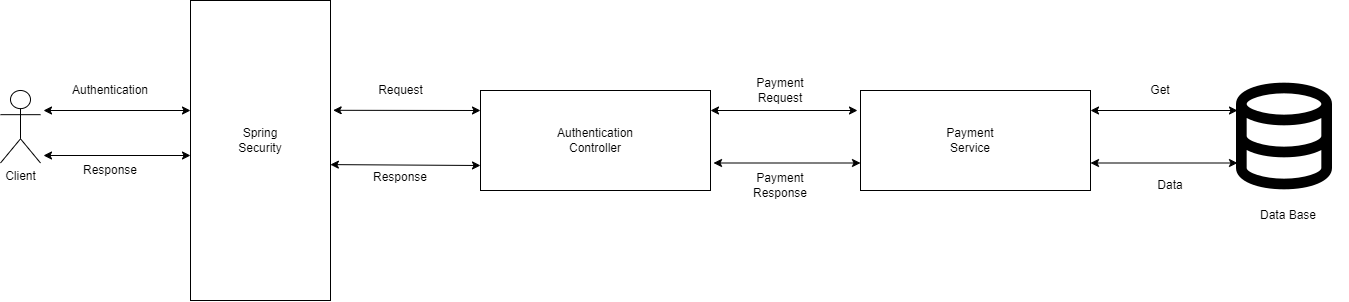 Authentication
Response
Client
Spring
Security
Request
Response
Authentication
Controller
Payment
Request
Payment
Response
Payment
Service
Get
Data
Data Base